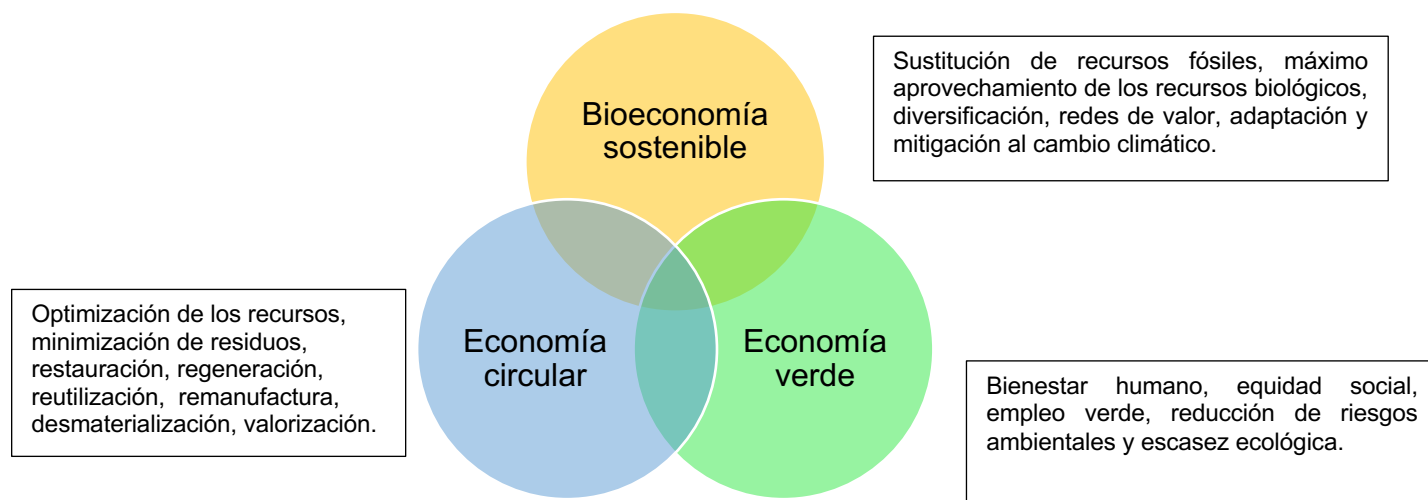 Bioeconomía
sostenible
Sustitución de recursos fósiles, máximo
aprovechamiento de los recursos biológicos,
diversificación, redes de valor, adaptación y
mitigación al cambio climático.
Optimización de los recursos,
minimización de residuos,
restauración, regeneración,
reutilización, remanufactura,
desmaterialización, valorización.
Economía
circular
Economía
verde
Bienestar humano, equidad social,
empleo verde, reducción de riesgos
ambientales y escasez ecológica.